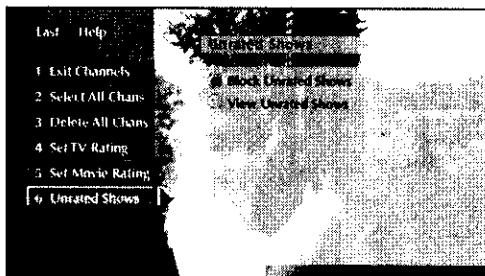 Last Help
1 Exit Channels
2 Select All Chans
3 Delete All Chans
4 Set TV Rating
5 Set Movie Rating
6 Unrated Shows
Unrated Shows
Block Unrated Shows
View Unrated Shows